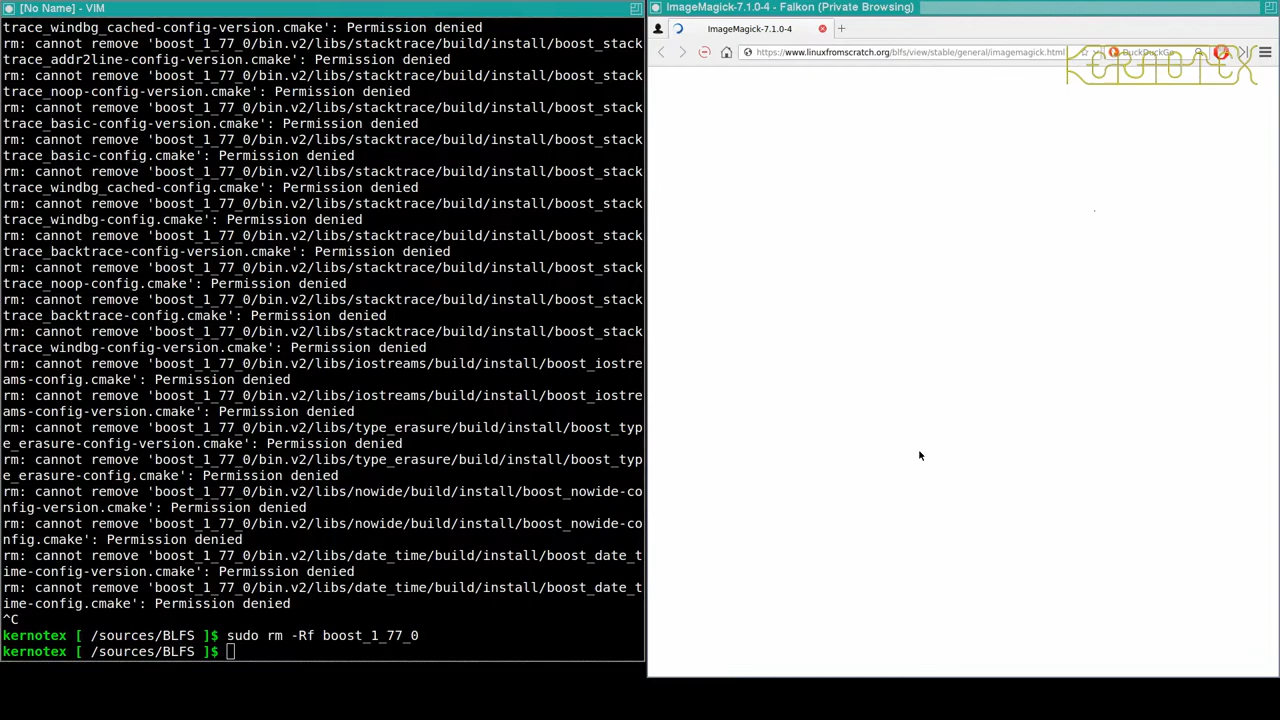 [No Name] - VIM
trace_windbg_cached-config-version.cmake': Permission denied
rm: cannot remove 'boost_1_77_0/bin.v2/libs/stacktrace/build/install/boost_stack
trace_addr2line-config-version.cmake': Permission denied
rm: cannot remove 'boost_1_77_0/bin.v2/libs/stacktrace/build/install/boost_stack
trace_noop-config-version.cmake': Permission denied
rm: cannot remove 'boost_1_77_0/bin.v2/libs/stacktrace/build/install/boost_stack
trace_basic-config-version.cmake': Permission denied
rm: cannot remove 'boost_1_77_0/bin.v2/libs/stacktrace/build/install/boost_stack
trace_basic-config.cmake': Permission denied
rm: cannot remove 'boost_1_77_0/bin.v2/libs/stacktrace/build/install/boost_stack
trace_windbg_cached-config.cmake': Permission denied
rm: cannot remove 'boost_1_77_0/bin.v2/libs/stacktrace/build/install/boost_stack
trace_windbg-config.cmake': Permission denied
rm: cannot remove 'boost_1_77_0/bin.v2/libs/stacktrace/build/install/boost_stack
trace_backtrace-config-version.cmake': Permission denied
rm: cannot remove 'boost_1_77_0/bin.v2/libs/stacktrace/build/install/boost_stack
trace_noop-config.cmake': Permission denied
rm: cannot remove 'boost_1_77_0/bin.v2/libs/stacktrace/build/install/boost_stack
trace_backtrace-config.cmake': Permission denied
rm: cannot remove 'boost_1_77_0/bin.v2/libs/stacktrace/build/install/boost_stack
trace_windbg-config-version.cmake': Permission denied
rm: cannot remove 'boost_1_77_0/bin.v2/libs/iostreams/build/install/boost_iostre
ams-config.cmake': Permission denied
rm: cannot remove 'boost_1_77_0/bin.v2/libs/iostreams/build/install/boost_iostre
ams-config-version.cmake': Permission denied
rm: cannot remove 'boost_1_77_0/bin.v2/libs/type_erasure/build/install/boost_typ
e_erasure-config-version.cmake': Permission denied
rm: cannot remove 'boost_1_77_0/bin.v2/libs/type_erasure/build/install/boost_typ
e_erasure-config.cmake': Permission denied
rm: cannot remove 'boost_1_77_0/bin.v2/libs/nowide/build/install/boost_nowide-co
nfig-version.cmake': Permission denied
rm: cannot remove 'boost_1_77_0/bin.v2/libs/nowide/build/install/boost_nowide-co
nfig.cmake': Permission denied
rm: cannot remove 'boost_1_77_0/bin.v2/libs/date_time/build/install/boost_date_t
ime-config-version.cmake': Permission denied
rm: cannot remove 'boost_1_77_0/bin.v2/libs/date_time/build/install/boost_date_t
ime-config.cmake': Permission denied
^C
kernotex [ /sources/BLFS ]$ sudo rm -Rf boost_1_77_0
kernotex [ /sources/BLFS ]$
ImageMagick-7.1.0-4 - Falkon (Private Browsing)
ImageMagick-7.1.0-4
https://www.linuxfromscratch.org/blfs/view/stable/general/imagemagick.html
DuckDuckGo
KERNOTEX